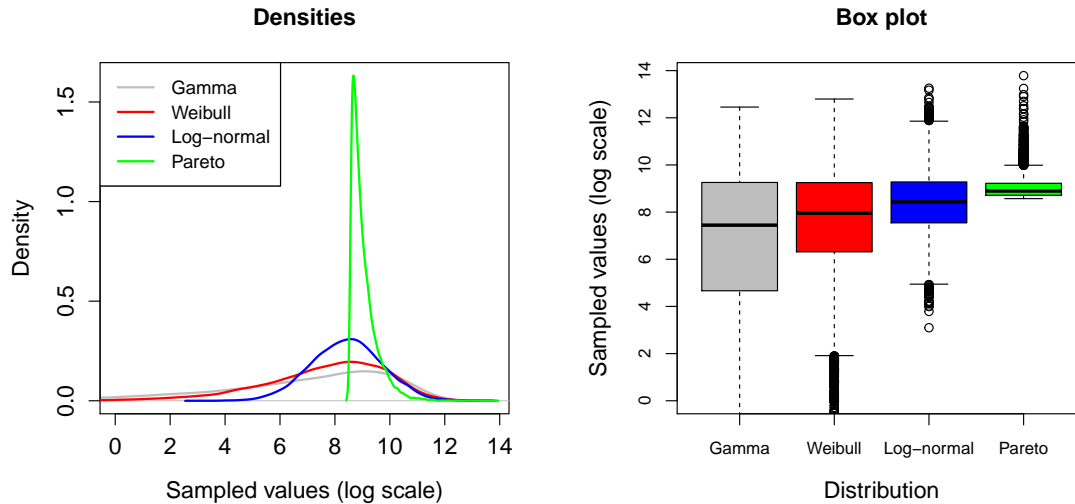 Densities
Gamma
Weibull
Log−normal
Pareto
Density
0.0
0.5
1.0
1.5
0 2 4 6 8 10 12 14
Sampled values (log scale)
Box plot
Sampled values (log scale)
0
2
4
6
8
10
12
14
Gamma Weibull Log−normal Pareto
Distribution